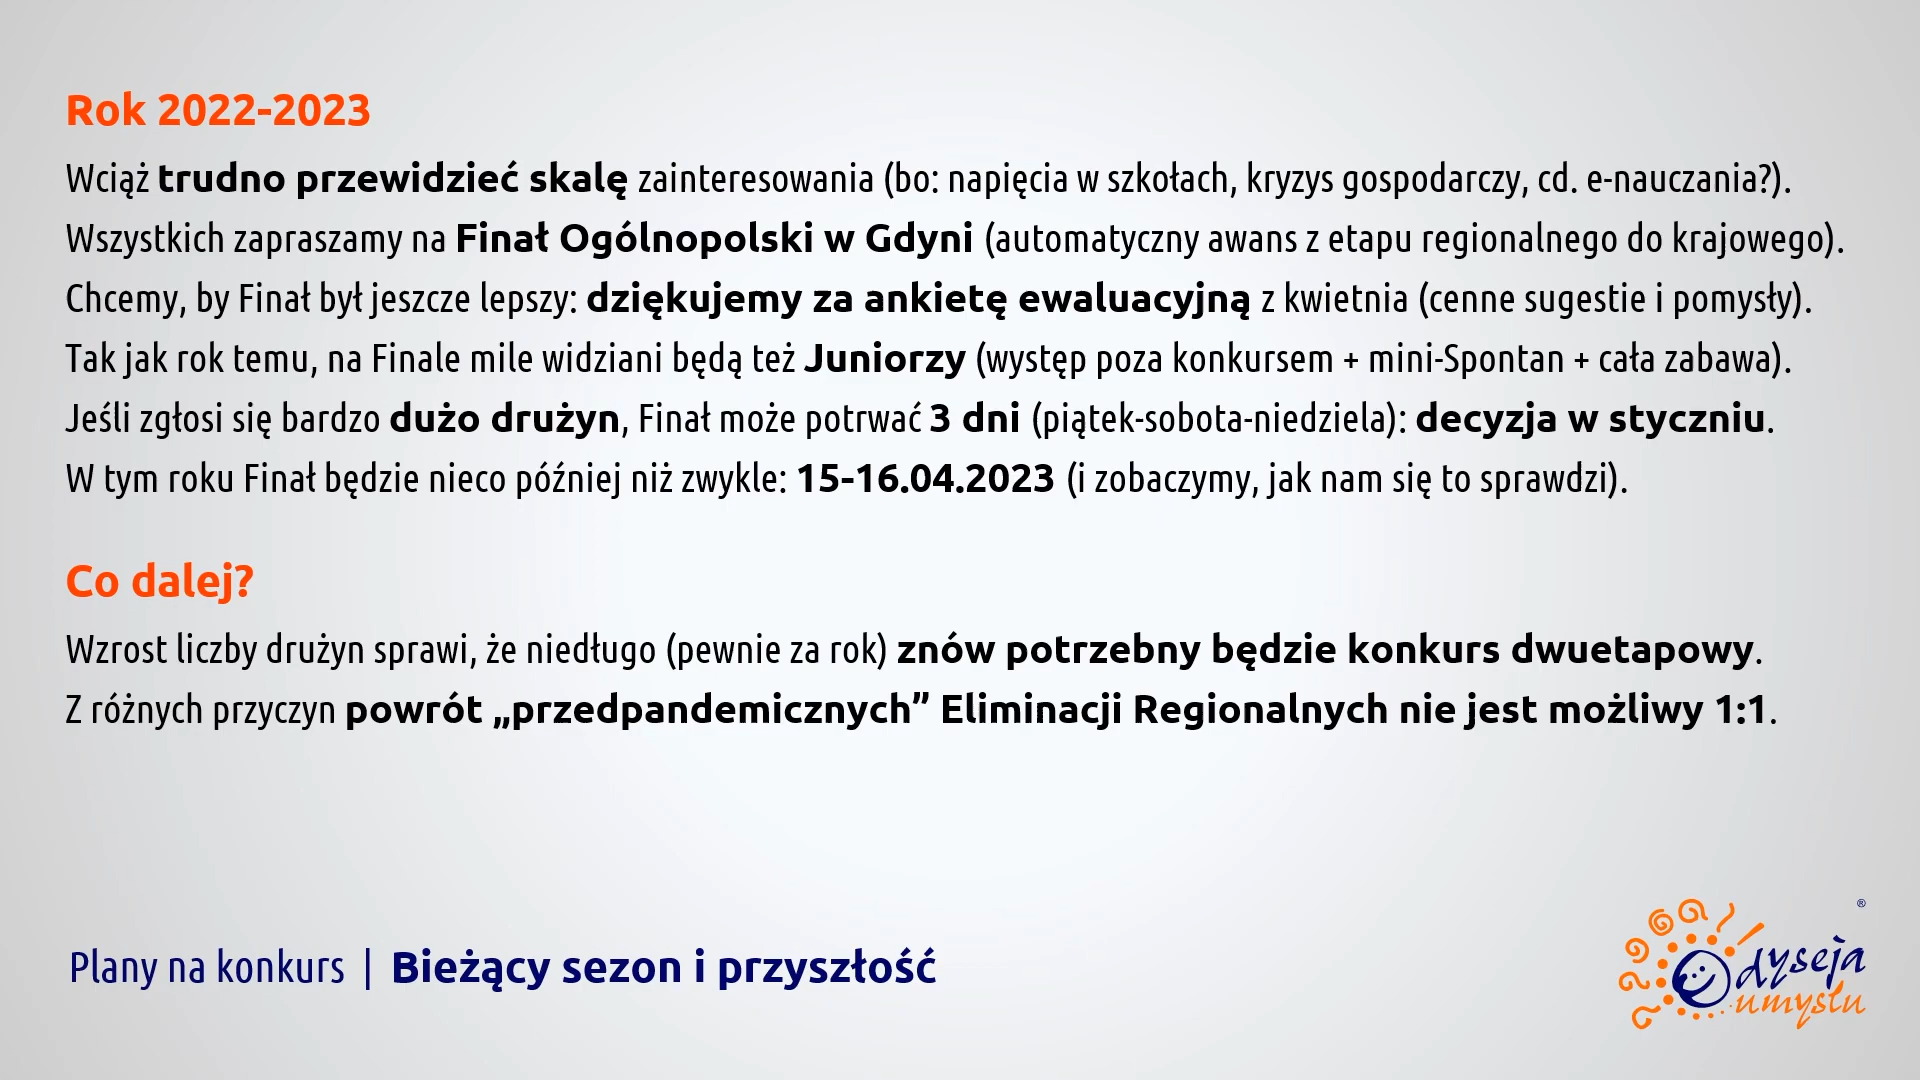 Rok 2022-2023
Wciąż trudno przewidzieć skalę zainteresowania (bo: napięcia w szkołach, kryzys gospodarczy, cd. e-nauczania?).
Wszystkich zapraszamy na Finał Ogólnopolski w Gdyni (automatyczny awans z etapu regionalnego do krajowego).
Chcemy, by Finał był jeszcze lepszy: dziękujemy za ankietę ewaluacyjną z kwietnia (cenne sugestie i pomysły).
Tak jak rok temu, na Finale mile widziani będą też Juniorzy (występ poza konkursem + mini-Spontan + cała zabawa).
Jeśli zgłosi się bardzo dużo drużyn, Finał może potrwać 3 dni (piątek-sobota-niedziela): decyzja w styczniu.
W tym roku Finał będzie nieco później niż zwykle: 15-16.04.2023 (i zobaczymy, jak nam się to sprawdzi).
Co dalej?
Wzrost liczby drużyn sprawi, że niedługo (pewnie za rok) znów potrzebny będzie konkurs dwuetapowy.
Z różnych przyczyn powrót „przedpandemicznych” Eliminacji Regionalnych nie jest możliwy 1:1.
Plany na konkurs | Bieżący sezon i przyszłość
®
Odyseja
umysłu